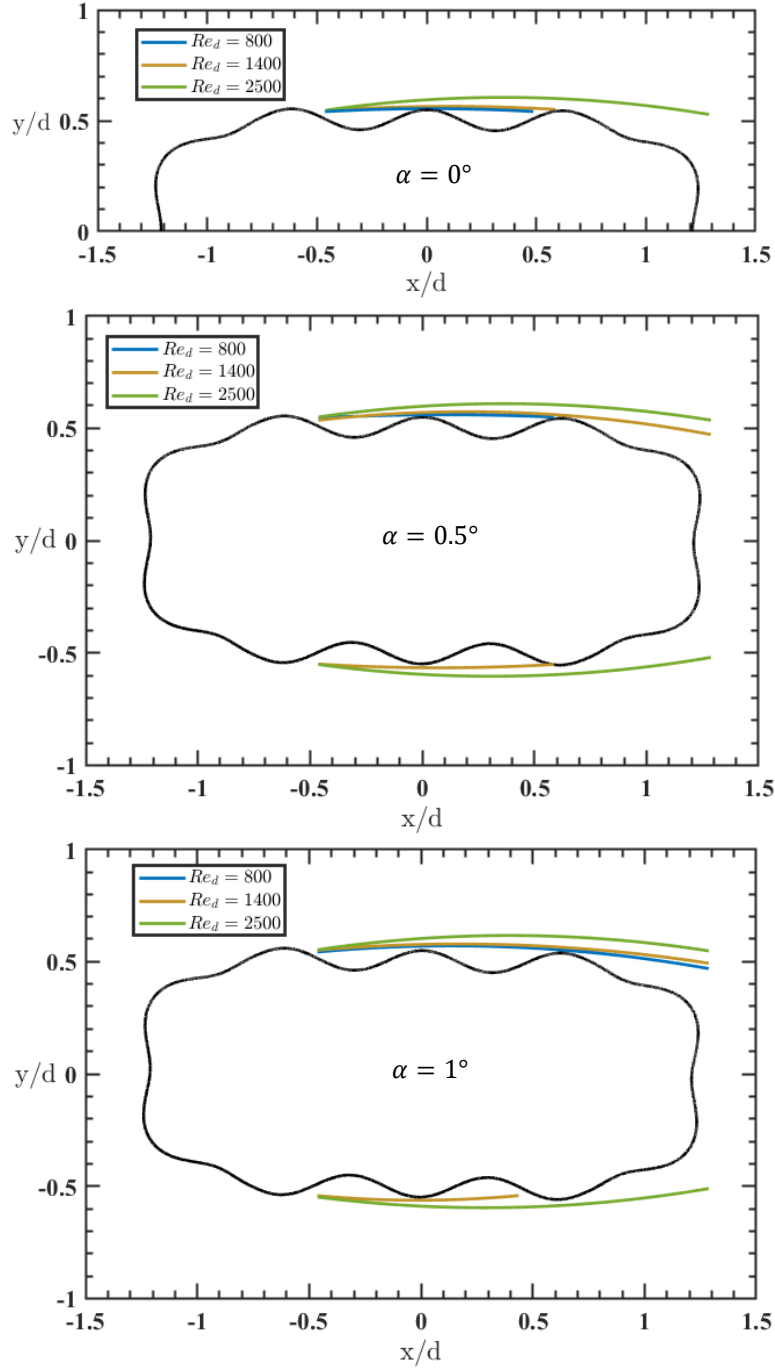 1
Re_d = 800
Re_d = 1400
Re_d = 2500
y/d 0.5
α = 0°
0
-1.5 -1 -0.5 0 0.5 1 1.5
x/d
1
Re_d = 800
Re_d = 1400
Re_d = 2500
0.5
y/d 0
α = 0.5°
-0.5
-1
-1.5 -1 -0.5 0 0.5 1 1.5
x/d
1
Re_d = 800
Re_d = 1400
Re_d = 2500
0.5
y/d 0
α = 1°
-0.5
-1
-1.5 -1 -0.5 0 0.5 1 1.5
x/d